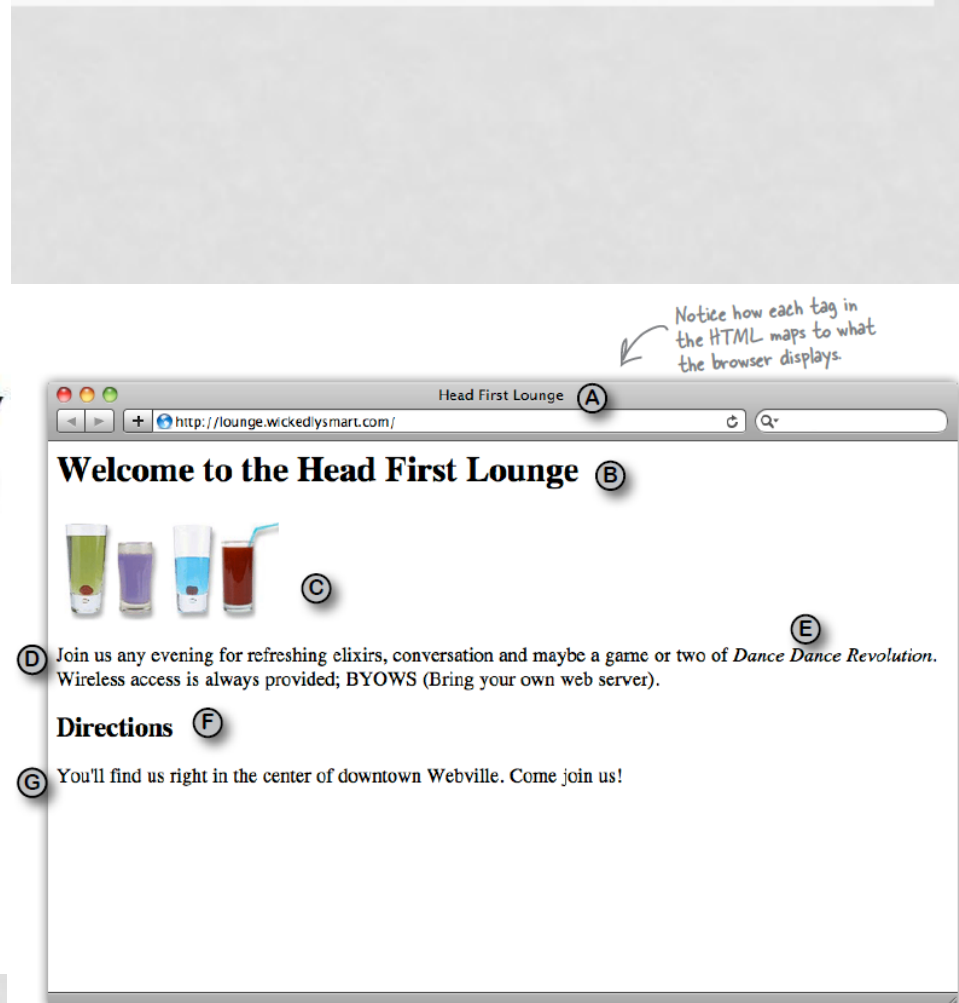 Notice how each tag in
the HTML maps to what
the browser displays.
Head First Lounge A
http://lounge.wickedlysmart.com/
Welcome to the Head First Lounge B
C
E
D Join us any evening for refreshing elixirs, conversation and maybe a game or two of Dance Dance Revolution.
Wireless access is always provided; BYOWS (Bring your own web server).
Directions F
G You'll find us right in the center of downtown Webville. Come join us!